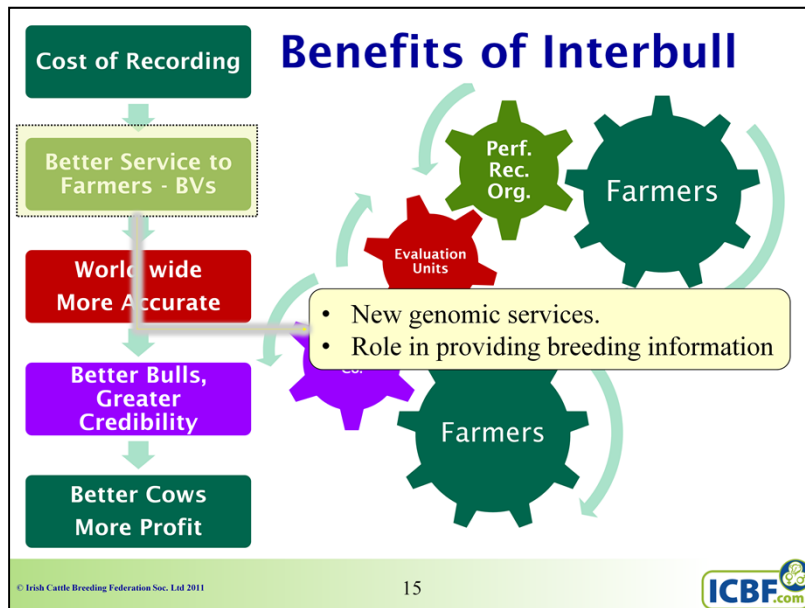 Benefits of Interbull
Cost of Recording
Better Service to
Farmers - BVs
World wide
More Accurate
Better Bulls,
Greater
Credibility
Better Cows
More Profit
Perf.
Rec.
Org.
Farmers
Evaluation
Units
• New genomic services.
• Role in providing breeding information
Co.
Farmers
© Irish Cattle Breeding Federation Soc. Ltd 2011
15
ICBF.com